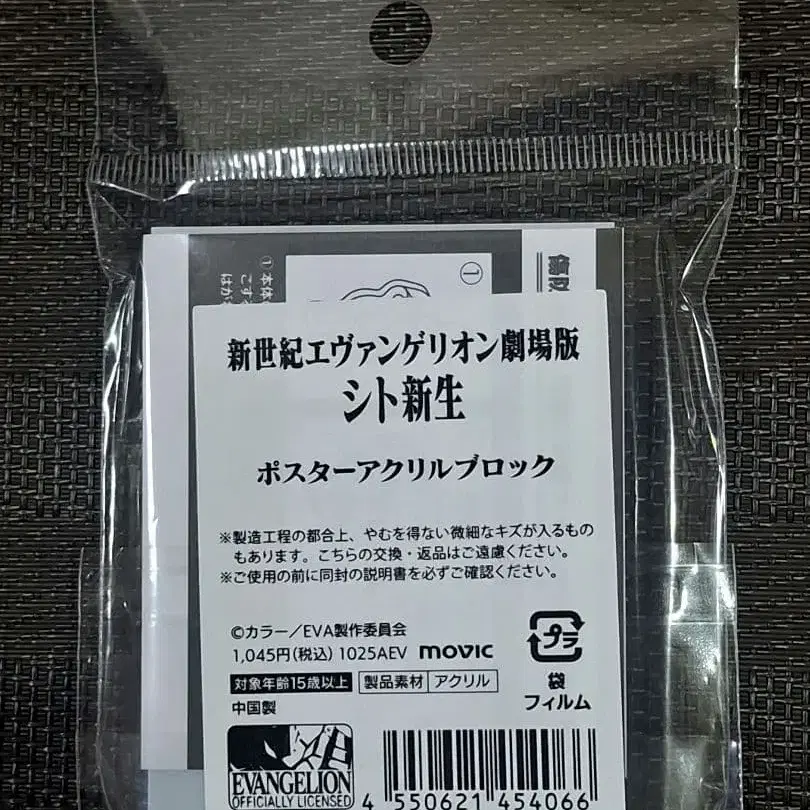 ①
① 本体の
新世紀エヴァンゲリオン劇場版
シト新生
ポスターアクリルブロック
※製造工程の都合上、やむを得ない微細なキズが入るもの
もあります。こちらの交換・返品はご遠慮ください。
※ご使用の前に同封の説明書を必ずご確認ください。
©カラー／EVA製作委員会
1,045円(税込) 1025AEV movic
対象年齢15歳以上 製品素材 アクリル
中国製
プラ
袋
フィルム
EVANGELION
OFFICIALLY LICENSED
4 550621 454066